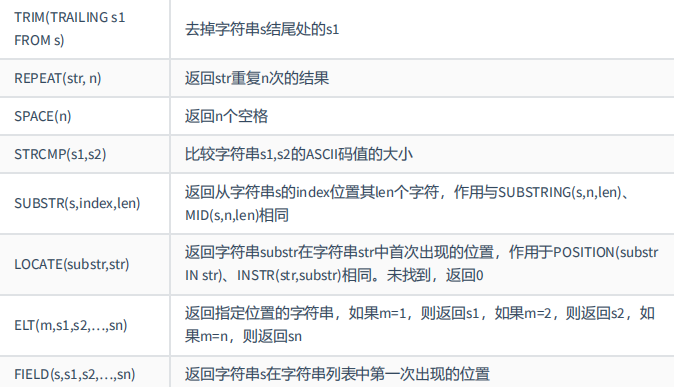 TRIM(TRAILING s1
FROM s)
去掉字符串s结尾处的s1
REPEAT(str, n)
返回str重复n次的结果
SPACE(n)
返回n个空格
STRCMP(s1,s2)
比较字符串s1,s2的ASCII码值的大小
SUBSTR(s,index,len)
返回从字符串s的index位置其len个字符，作用与SUBSTRING(s,n,len)、
MID(s,n,len)相同
LOCATE(substr,str)
返回字符串substr在字符串str中首次出现的位置，作用于POSITION(substr
IN str)、INSTR(str,substr)相同。未找到，返回0
ELT(m,s1,s2,…,sn)
返回指定位置的字符串，如果m=1，则返回s1，如果m=2，则返回s2，如
果m=n，则返回sn
FIELD(s,s1,s2,…,sn)
返回字符串s在字符串列表中第一次出现的位置